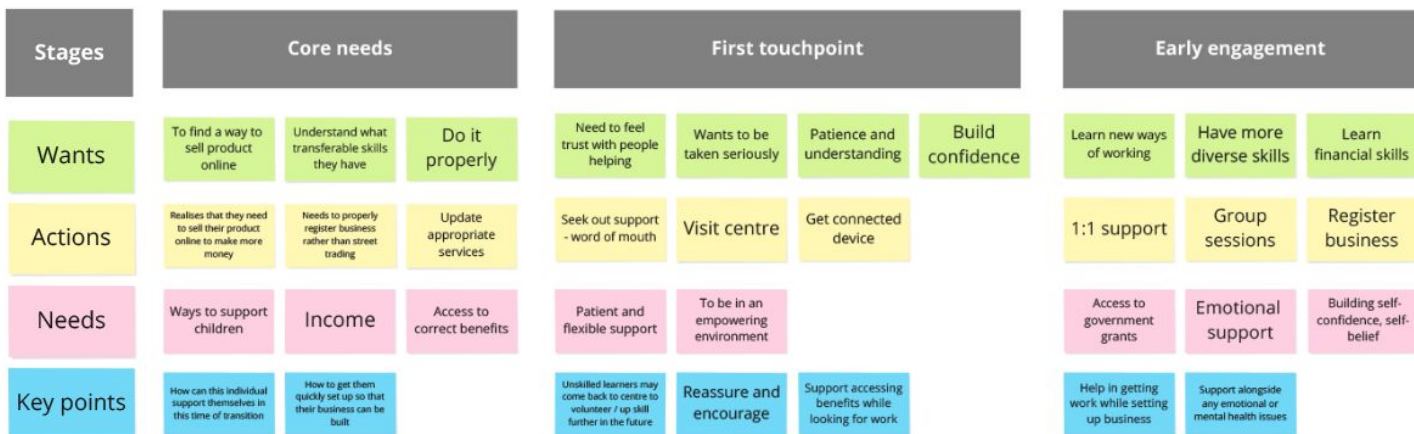 Stages
Core needs
First touchpoint
Early engagement
Wants
To find a way to
sell product
online
Understand what
transferable skills
they have
Do it
properly
Need to feel
trust with people
helping
Wants to be
taken seriously
Patience and
understanding
Build
confidence
Learn new ways
of working
Have more
diverse skills
Learn
financial skills
Actions
Realises that they need
to sell their product
online to make more
money
Needs to properly
register business
rather than street
trading
Update
appropriate
services
Seek out support
- word of mouth
Visit centre
Get connected
device
1:1 support
Group
sessions
Register
business
Needs
Ways to support
children
Income
Access to
correct benefits
Patient and
flexible support
To be in an
empowering
environment
Access to
government
grants
Emotional
support
Building self-
confidence, self-
belief
Key points
How can this individual
support themselves in
this time of transition
How to get them
quickly set up so that
their business can be
built
Unskilled learners may
come back to centre to
volunteer / up skill
further in the future
Reassure and
encourage
Support accessing
benefits while
looking for work
Help in getting
work while setting
up business
Support alongside
any emotional or
mental health issues